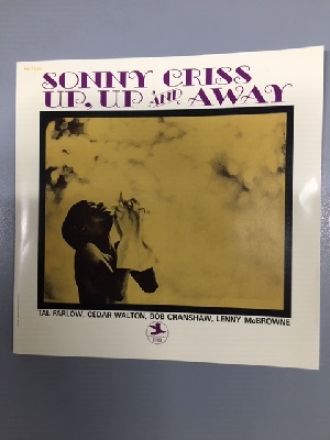 SONNY CRISS
UP, UP AND AWAY
TAL FARLOW, CEDAR WALTON, BOB CRANSHAW, LENNY McBROWNE